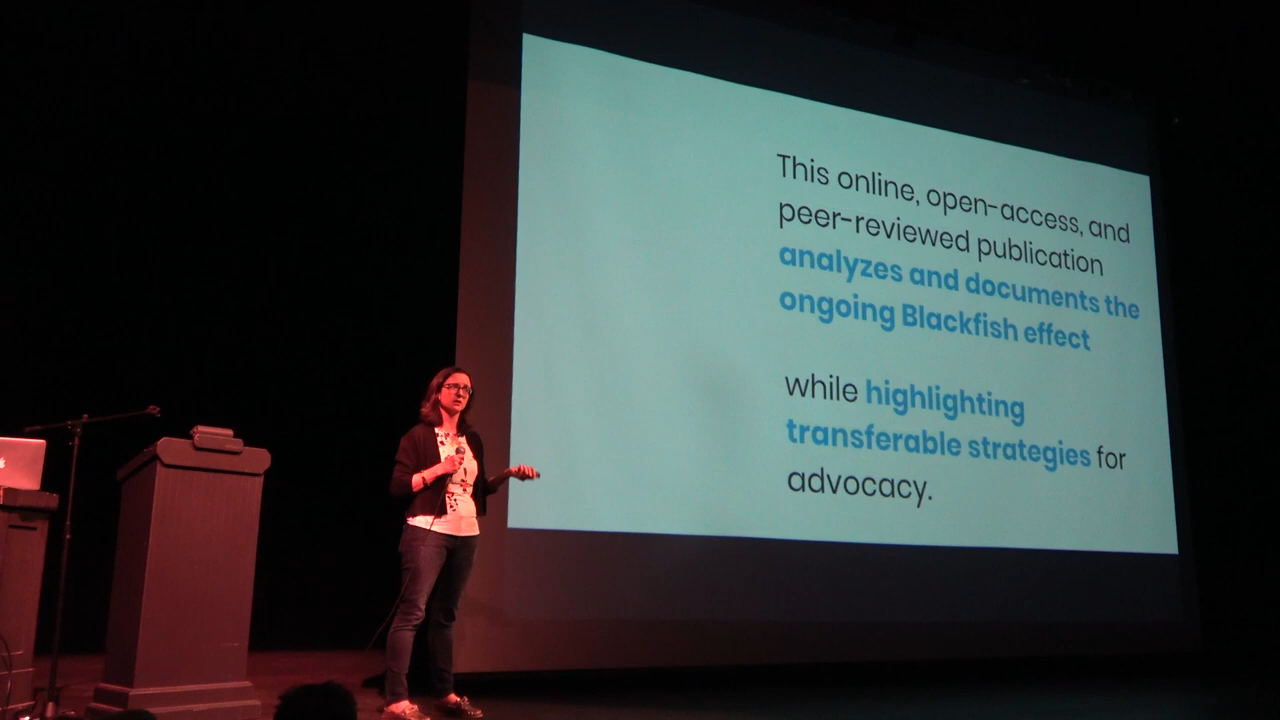 This online, open-access, and
peer-reviewed publication
analyzes and documents the
ongoing Blackfish effect
while highlighting
transferable strategies for
advocacy.